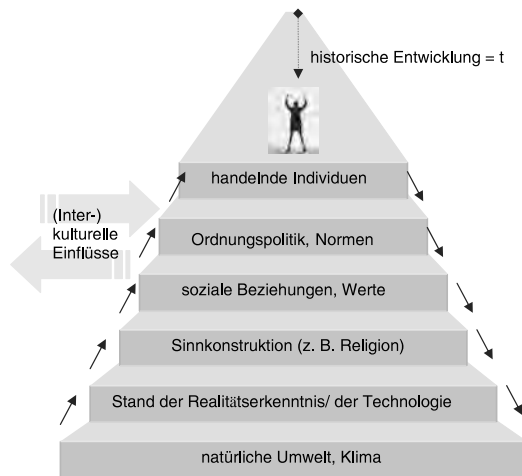 historische Entwicklung = t
handelnde Individuen
(Inter-)
kulturelle
Einflüsse
Ordnungspolitik, Normen
soziale Beziehungen, Werte
Sinnkonstruktion (z. B. Religion)
Stand der Realitätserkenntnis/ der Technologie
natürliche Umwelt, Klima